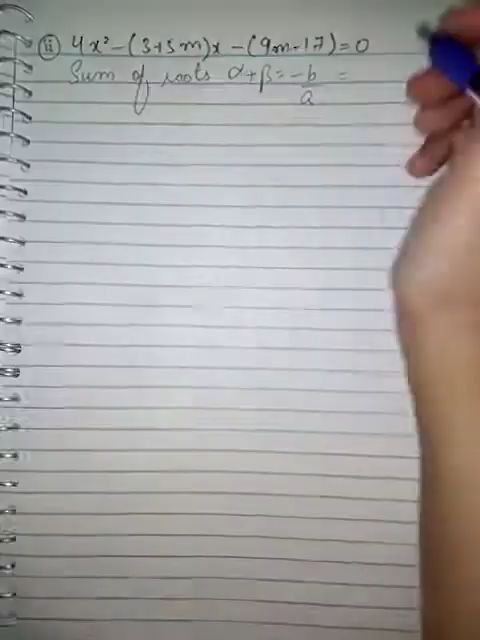 (ii) 4x² - (3+5m)x - (9m-17) = 0
Sum of roots α+β = -b/a =